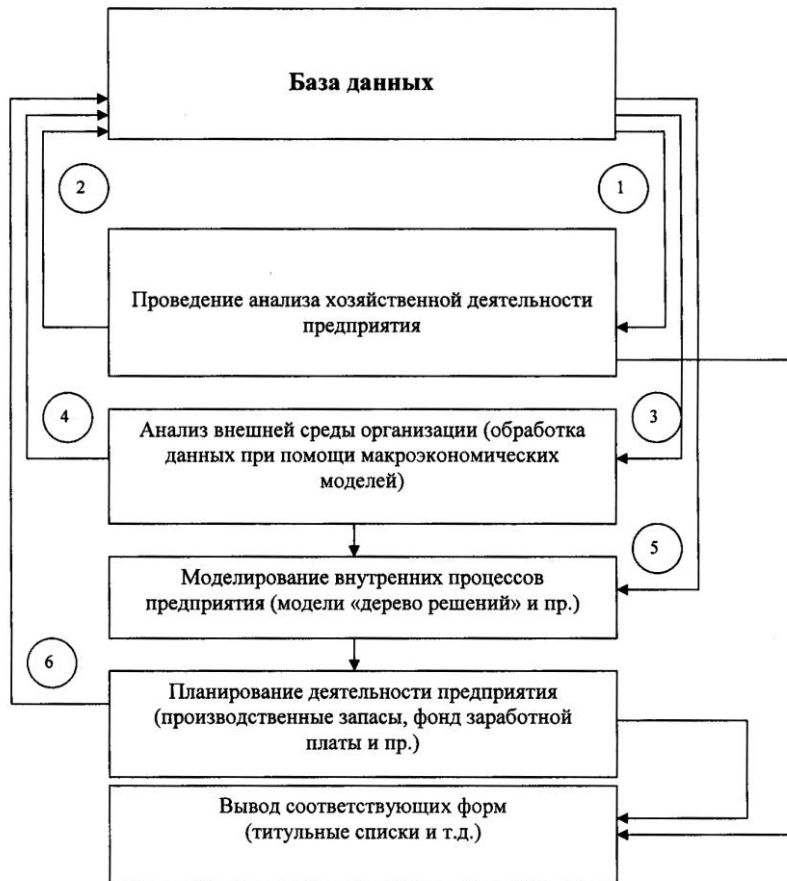 База данных
2
1
Проведение анализа хозяйственной деятельности
предприятия
4
3
Анализ внешней среды организации (обработка
данных при помощи макроэкономических
моделей)
5
Моделирование внутренних процессов
предприятия (модели «дерево решений» и пр.)
6
Планирование деятельности предприятия
(производственные запасы, фонд заработной
платы и пр.)
Вывод соответствующих форм
(титульные списки и т.д.)